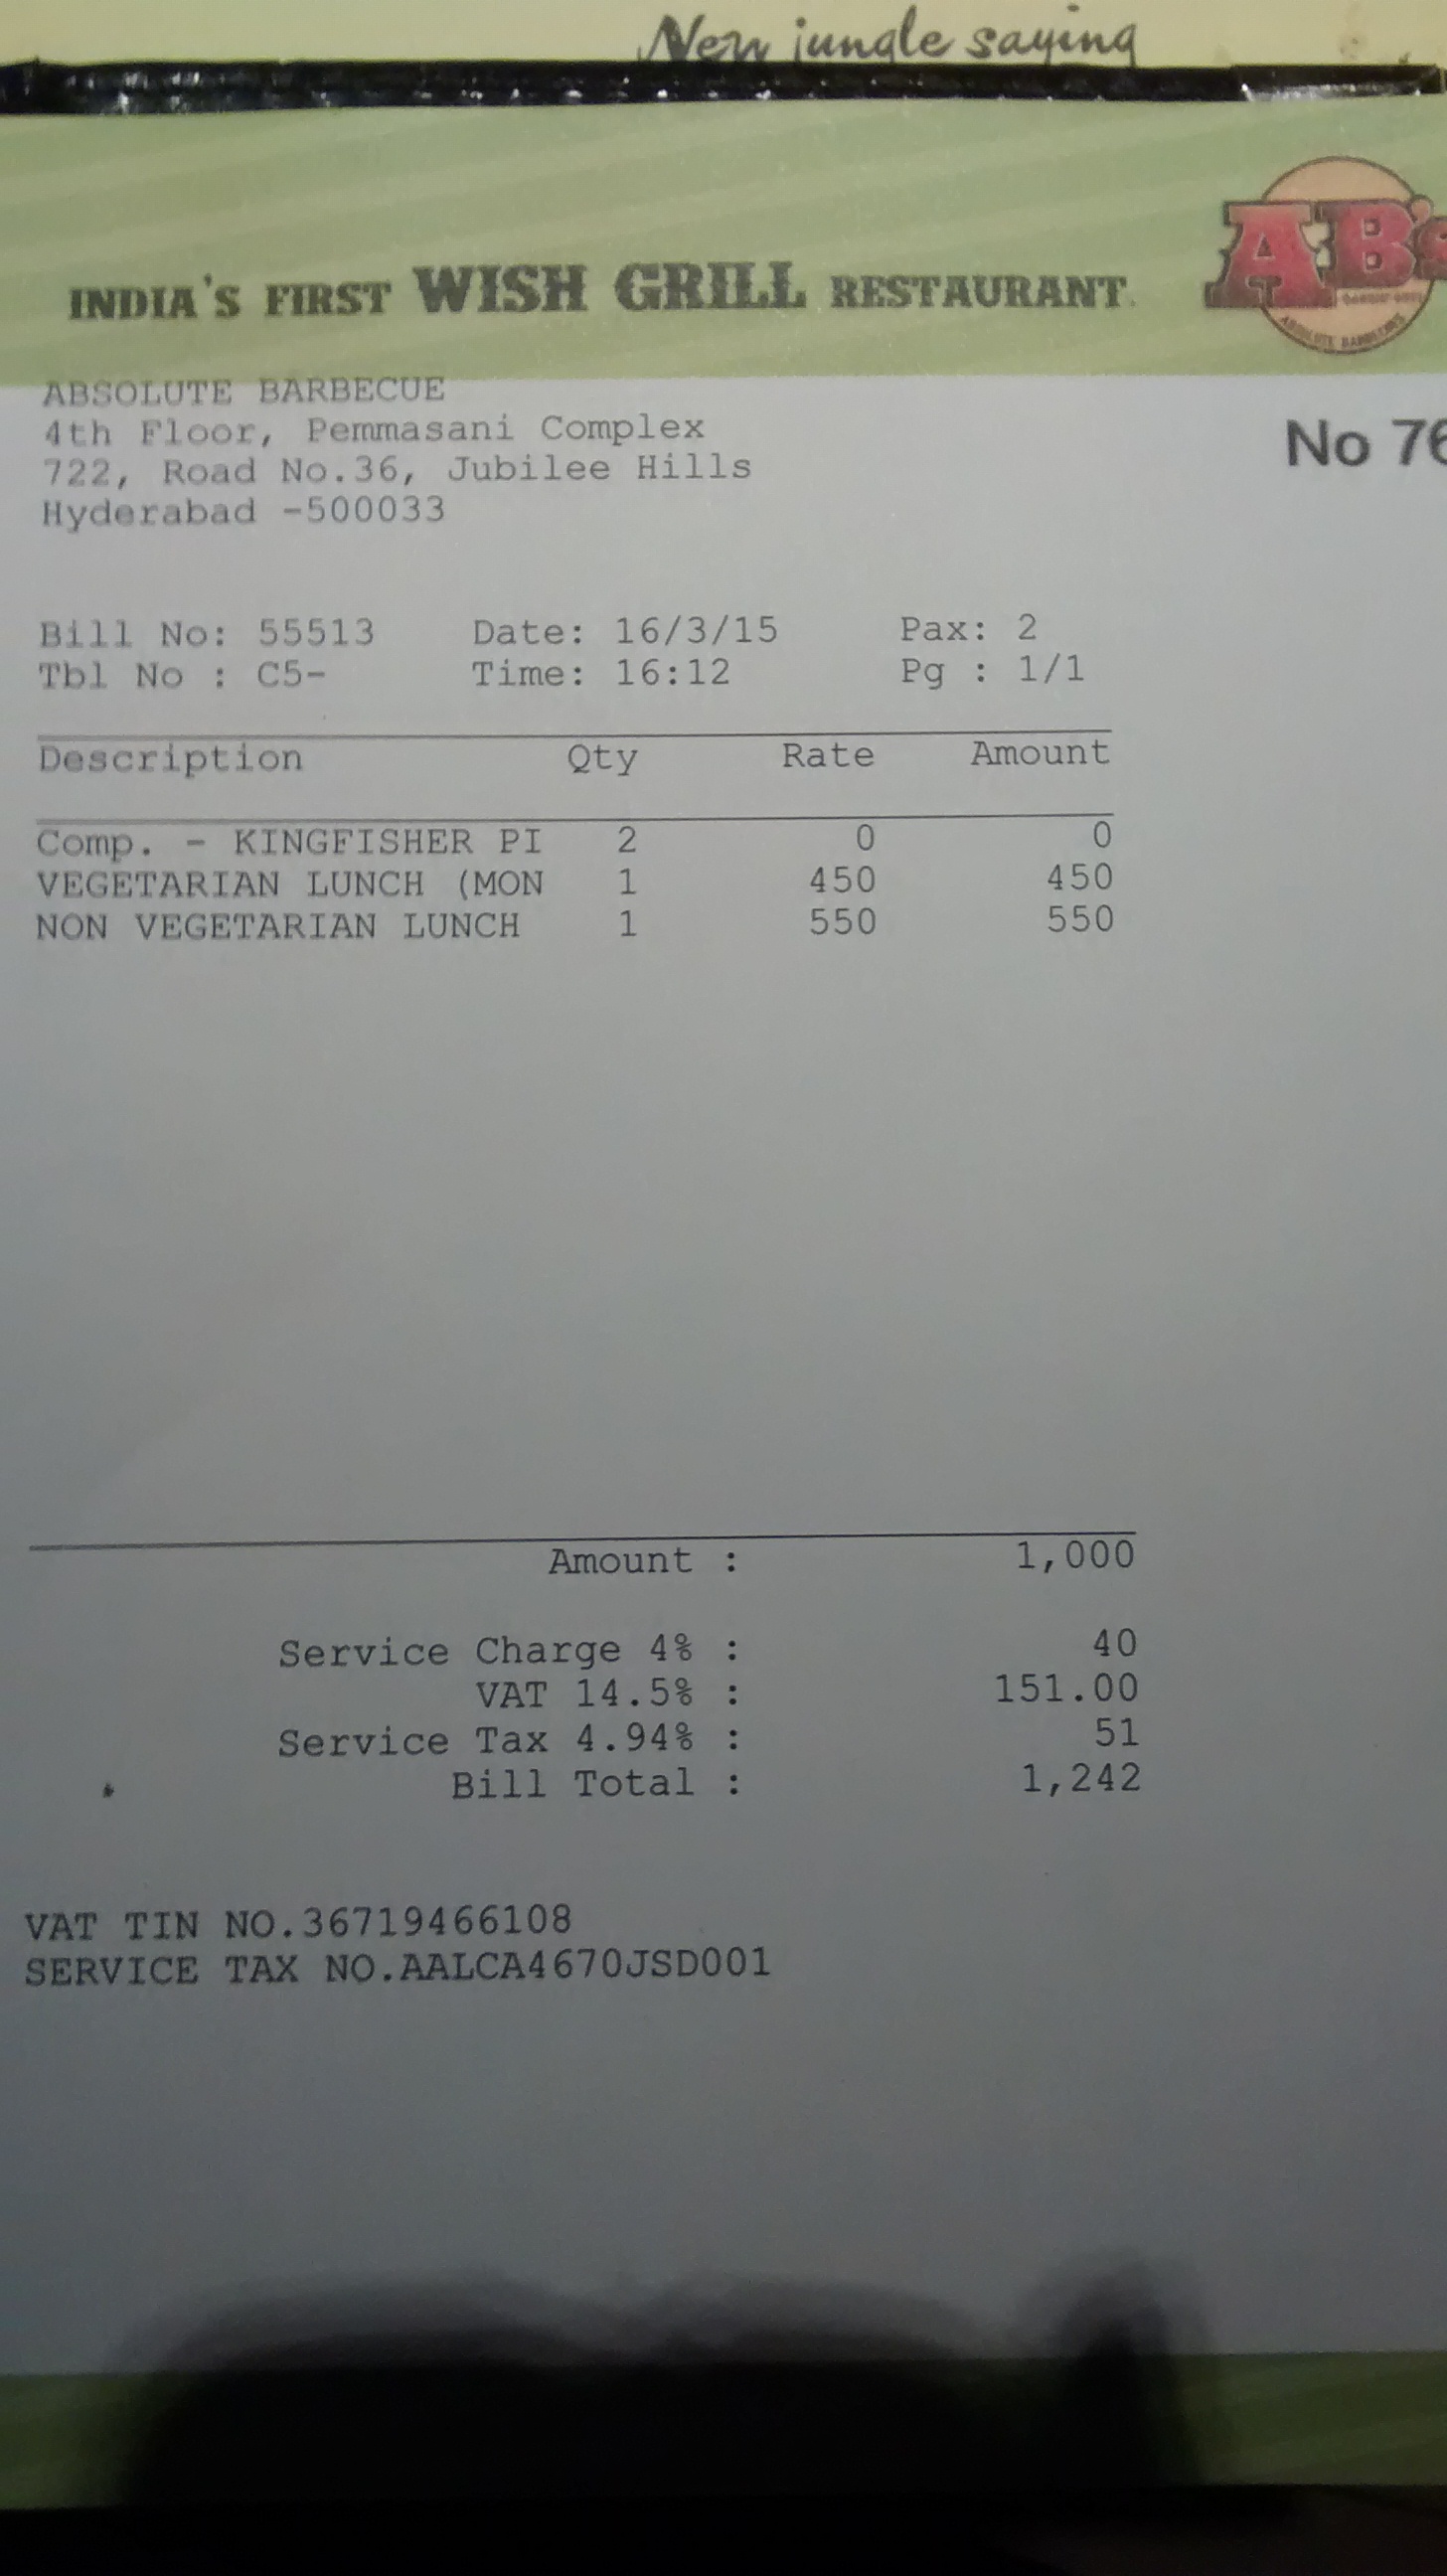 New jungle saying
INDIA'S FIRST WISH GRILL RESTAURANT.
AB's
ABSOLUTE BARBECUE
4th Floor, Pemmasani Complex
722, Road No.36, Jubilee Hills
Hyderabad -500033
No 76
Bill No: 55513 Date: 16/3/15 Pax: 2
Tbl No : C5- Time: 16:12 Pg : 1/1
Description Qty Rate Amount
Comp. - KINGFISHER PI 2 0 0
VEGETARIAN LUNCH (MON 1 450 450
NON VEGETARIAN LUNCH 1 550 550
Amount : 1,000
Service Charge 4% : 40
VAT 14.5% : 151.00
Service Tax 4.94% : 51
Bill Total : 1,242
VAT TIN NO.36719466108
SERVICE TAX NO.AALCA4670JSD001